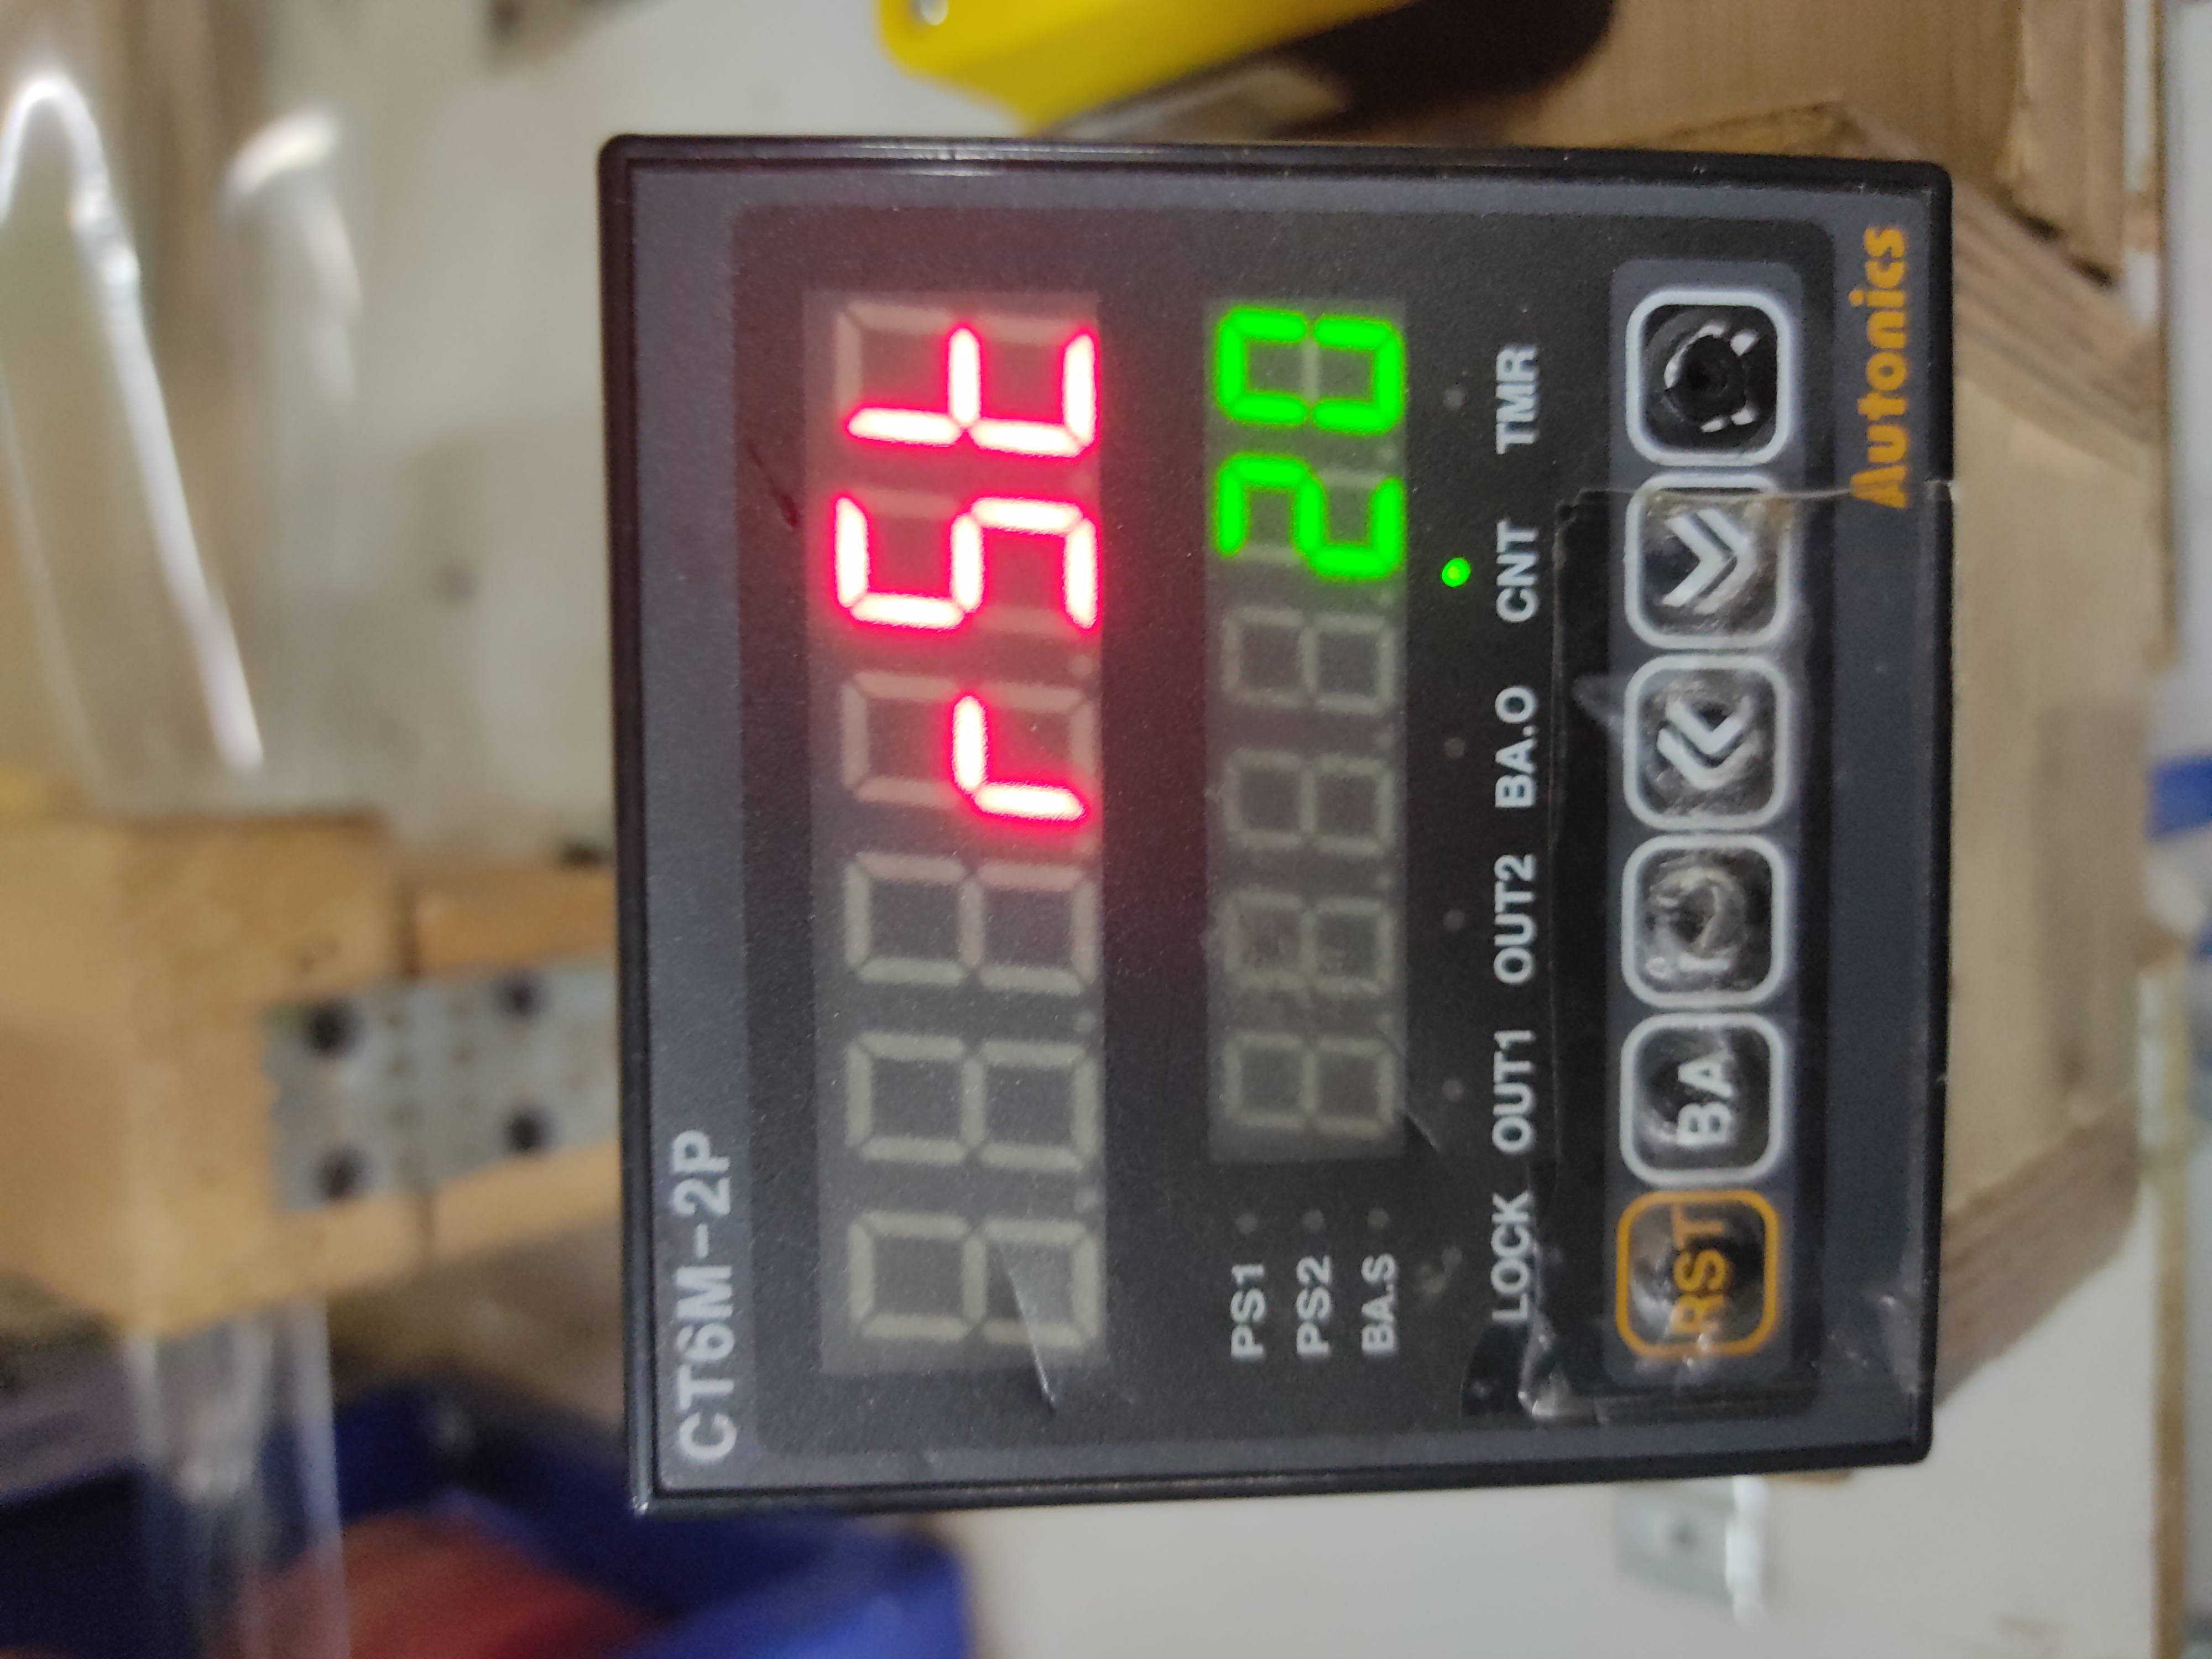 CT6M-2P
rSt
PS1
PS2
BA.S
20
LOCK OUT1 OUT2 BA.O CNT TMR
RST BA
Autonics